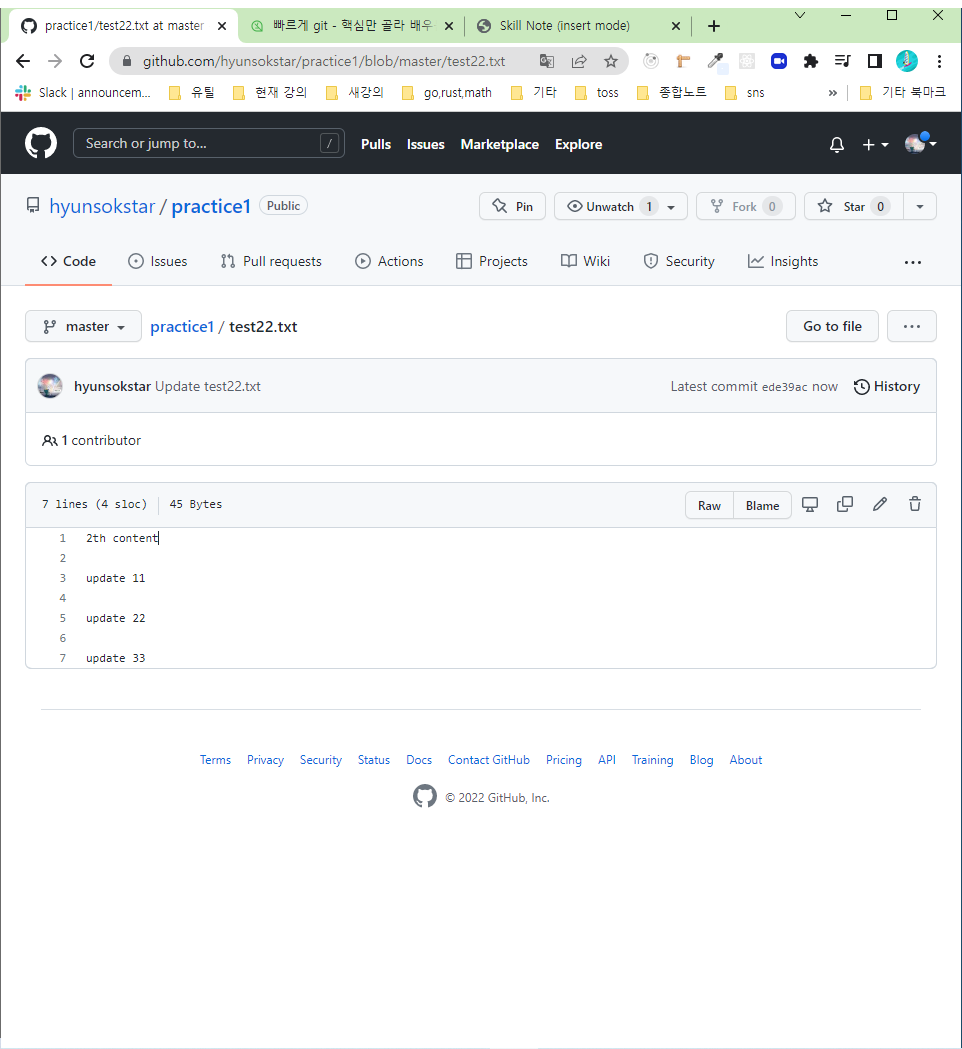 practice1/test22.txt at master
빠르게 git - 핵심만 골라 배우
Skill Note (insert mode)
github.com/hyunsokstar/practice1/blob/master/test22.txt
Slack | announcem... 유틸 현재 강의 새강의 go,rust,math 기타 toss 종합노트 sns » 기타 북마크
Search or jump to... / Pulls Issues Marketplace Explore
hyunsokstar / practice1 Public Pin Unwatch 1 Fork 0 Star 0
Code Issues Pull requests Actions Projects Wiki Security Insights ...
master practice1 / test22.txt Go to file ...
hyunsokstar Update test22.txt Latest commit ede39ac now History
1 contributor
7 lines (4 sloc) 45 Bytes Raw Blame
1 2th content
2
3 update 11
4
5 update 22
6
7 update 33
Terms Privacy Security Status Docs Contact GitHub Pricing API Training Blog About
© 2022 GitHub, Inc.